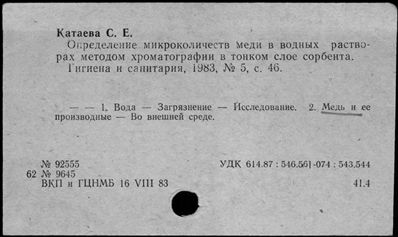 Катаева С. Е.
Определение микроколичеств меди в водных раство-
рах методом хроматографии в тонком слое сорбента.
Гигиена и санитария, 1983, № 5, с. 46.
— — 1. Вода — Загрязнение — Исследование. 2. Медь и ее
производные — Во внешней среде.
№ 92555 УДК 614.87 : 546.56]-074 : 543.544
62 № 9645
ВКП и ГЦНМБ 16 VIII 83 41.4